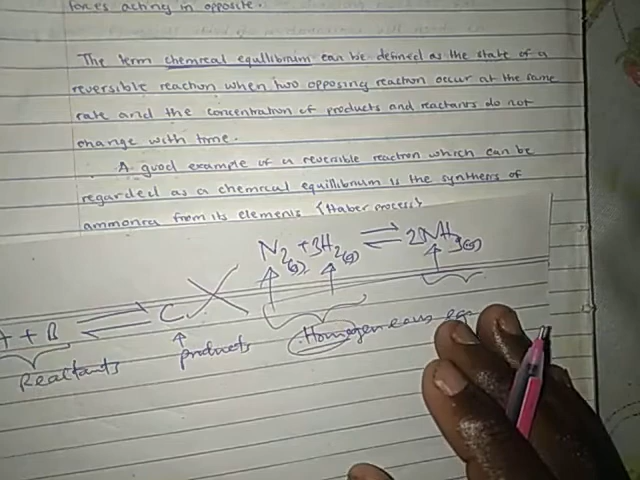 forces acting in opposite.
The term chemical equilibrium can be defined as the state of a
reversible reaction when two opposing reaction occur at the same
rate and the concentration of products and reactants do not
change with time.
A good example of a reversible reaction which can be
regarded as a chemical equilibrium is the synthesis of
ammonia from its elements (Haber process)
N2(g) + 3H2(g) ⇌ 2NH3(g)
+ B ⇌ C
Reactants
products
Homogeneous